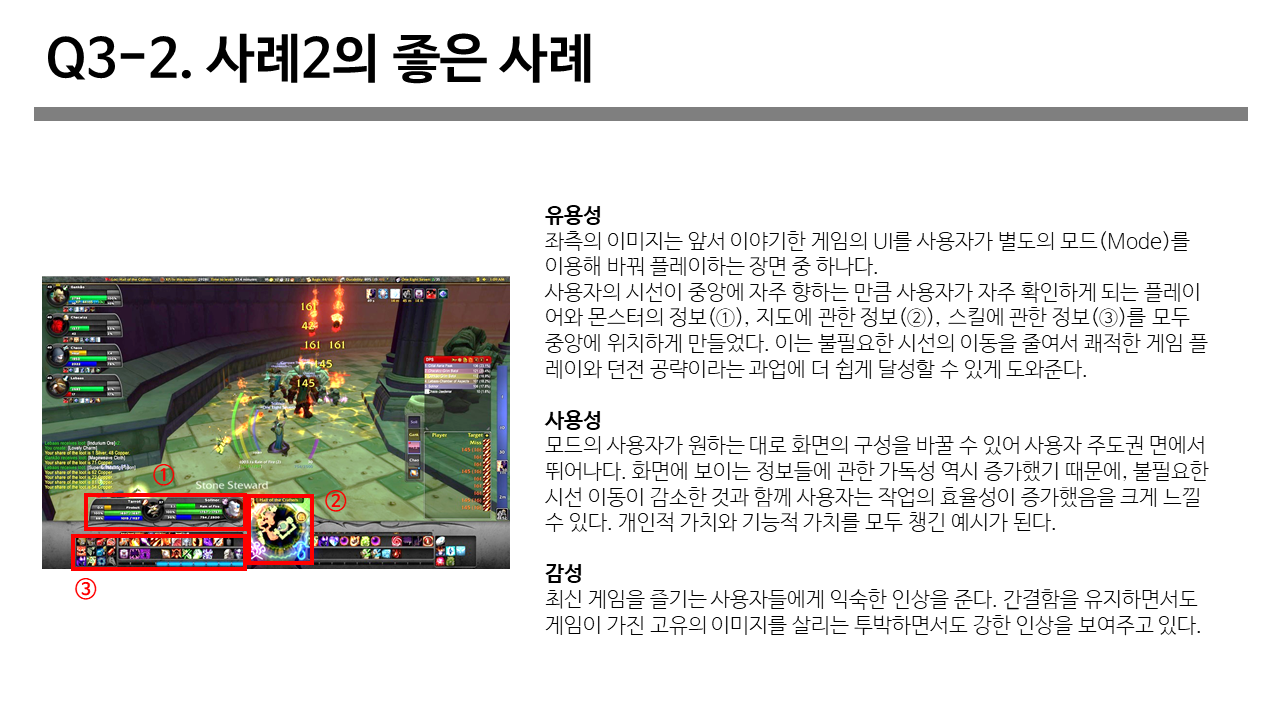 Q3-2. 사례2의 좋은 사례
유용성
좌측의 이미지는 앞서 이야기한 게임의 UI를 사용자가 별도의 모드(Mode)를
이용해 바꿔 플레이하는 장면 중 하나다.
사용자의 시선이 중앙에 자주 향하는 만큼 사용자가 자주 확인하게 되는 플레이
어와 몬스터의 정보(①), 지도에 관한 정보(②), 스킬에 관한 정보(③)를 모두
중앙에 위치하게 만들었다. 이는 불필요한 시선의 이동을 줄여서 쾌적한 게임 플
레이와 던전 공략이라는 과업에 더 쉽게 달성할 수 있게 도와준다.
사용성
모드의 사용자가 원하는 대로 화면의 구성을 바꿀 수 있어 사용자 주도권 면에서
뛰어나다. 화면에 보이는 정보들에 관한 가독성 역시 증가했기 때문에, 불필요한
시선 이동이 감소한 것과 함께 사용자는 작업의 효율성이 증가했음을 크게 느낄
수 있다. 개인적 가치와 기능적 가치를 모두 챙긴 예시가 된다.
감성
최신 게임을 즐기는 사용자들에게 익숙한 인상을 준다. 간결함을 유지하면서도
게임이 가진 고유의 이미지를 살리는 투박하면서도 강한 인상을 보여주고 있다.
161
42
161 161
145
145
DPS
Player Target
Stone Steward
①
②
③